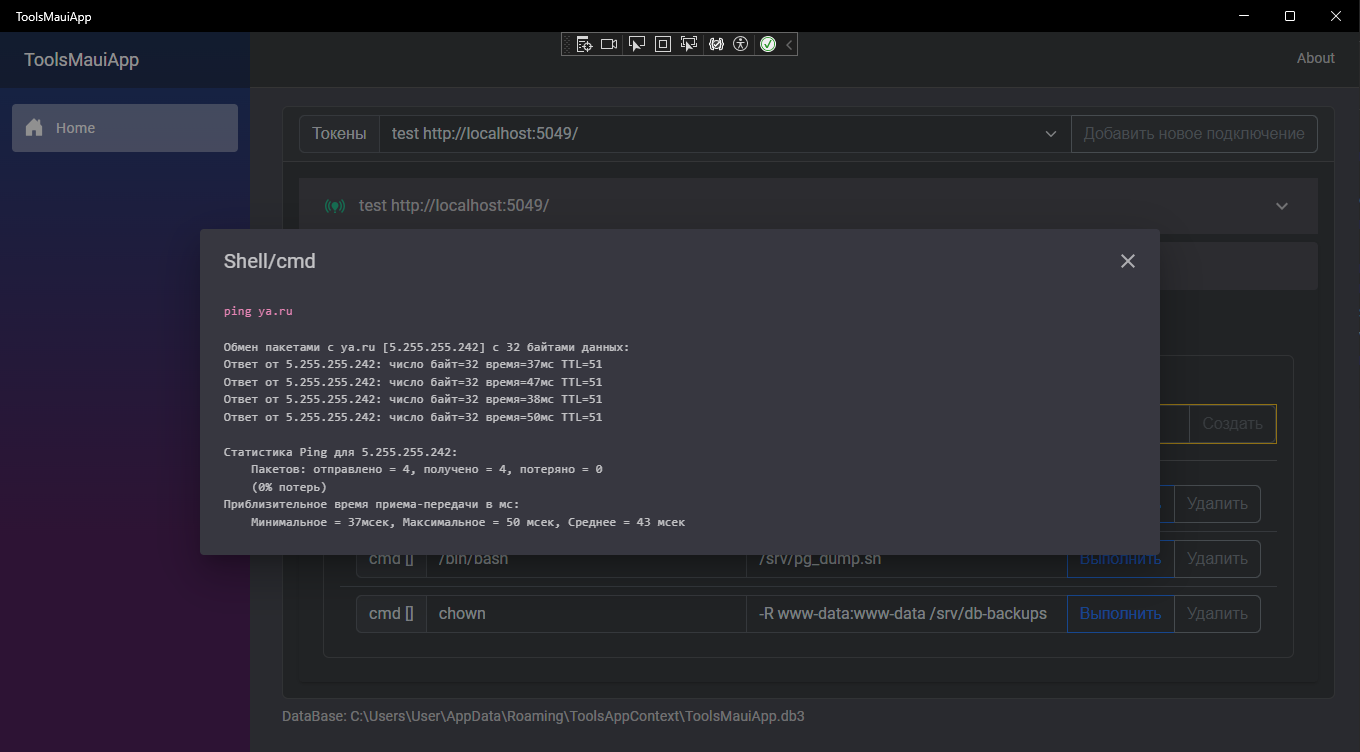 ToolsMauiApp
ToolsMauiApp
About
Home
Токены
test http://localhost:5049/
Добавить новое подключение
test http://localhost:5049/
Shell/cmd
ping ya.ru
Обмен пакетами с ya.ru [5.255.255.242] с 32 байтами данных:
Ответ от 5.255.255.242: число байт=32 время=37мс TTL=51
Ответ от 5.255.255.242: число байт=32 время=47мс TTL=51
Ответ от 5.255.255.242: число байт=32 время=38мс TTL=51
Ответ от 5.255.255.242: число байт=32 время=50мс TTL=51
Статистика Ping для 5.255.255.242:
Пакетов: отправлено = 4, получено = 4, потеряно = 0
(0% потерь)
Приблизительное время приема-передачи в мс:
Минимальное = 37мсек, Максимальное = 50 мсек, Среднее = 43 мсек
Создать
Удалить
cmd [] /bin/bash /srv/pg_dump.sh Выполнить Удалить
cmd [] chown -R www-data:www-data /srv/db-backups Выполнить Удалить
DataBase: C:\Users\User\AppData\Roaming\ToolsAppContext\ToolsMauiApp.db3